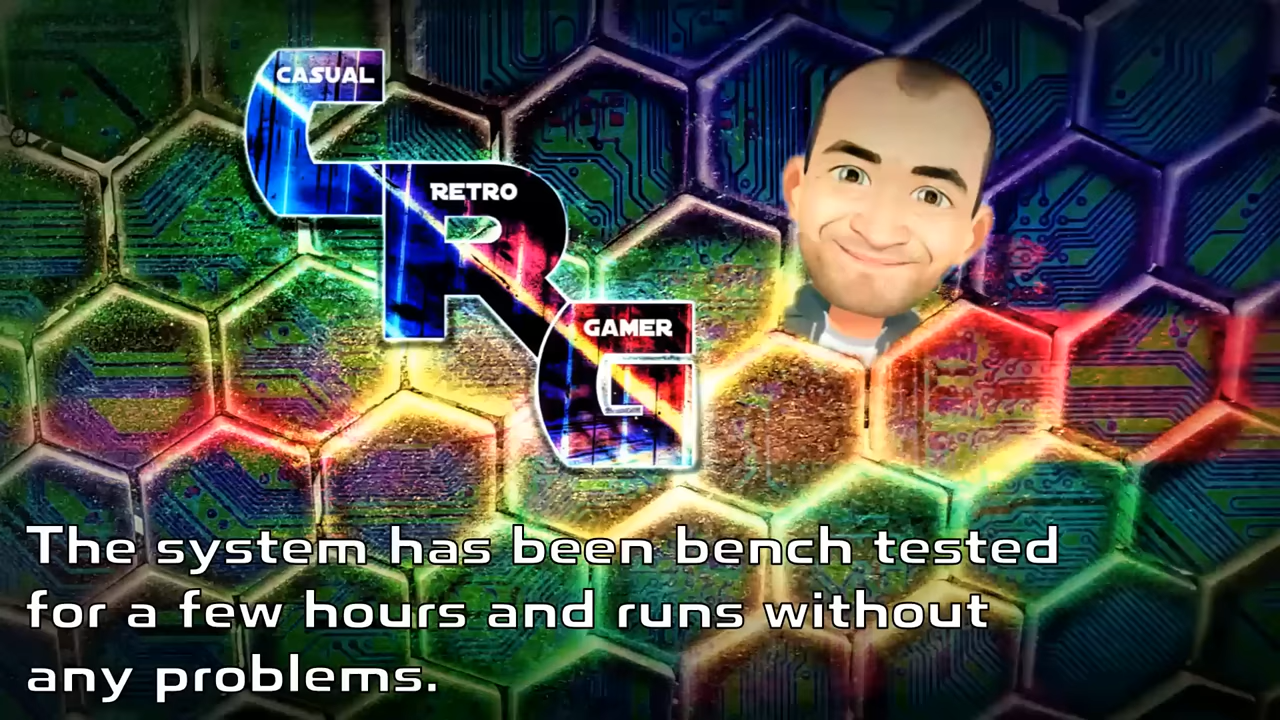 CASUAL
RETRO
GAMER
The system has been bench tested
for a few hours and runs without
any problems.